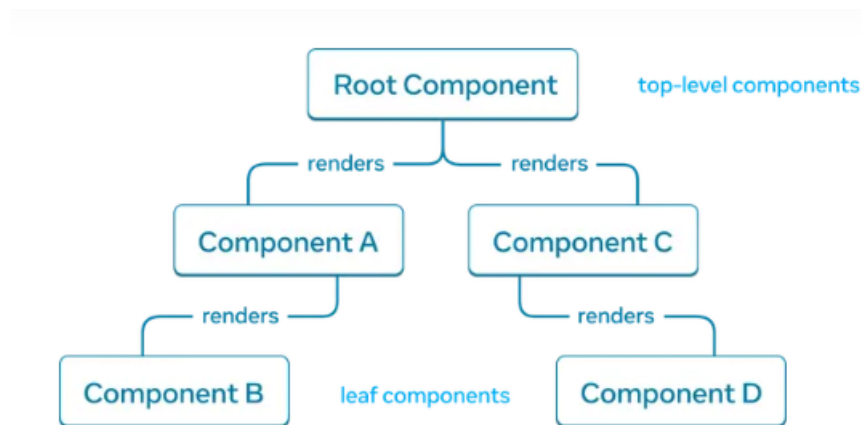 Root Component
top-level components
renders
renders
Component A
Component C
renders
renders
Component B
leaf components
Component D